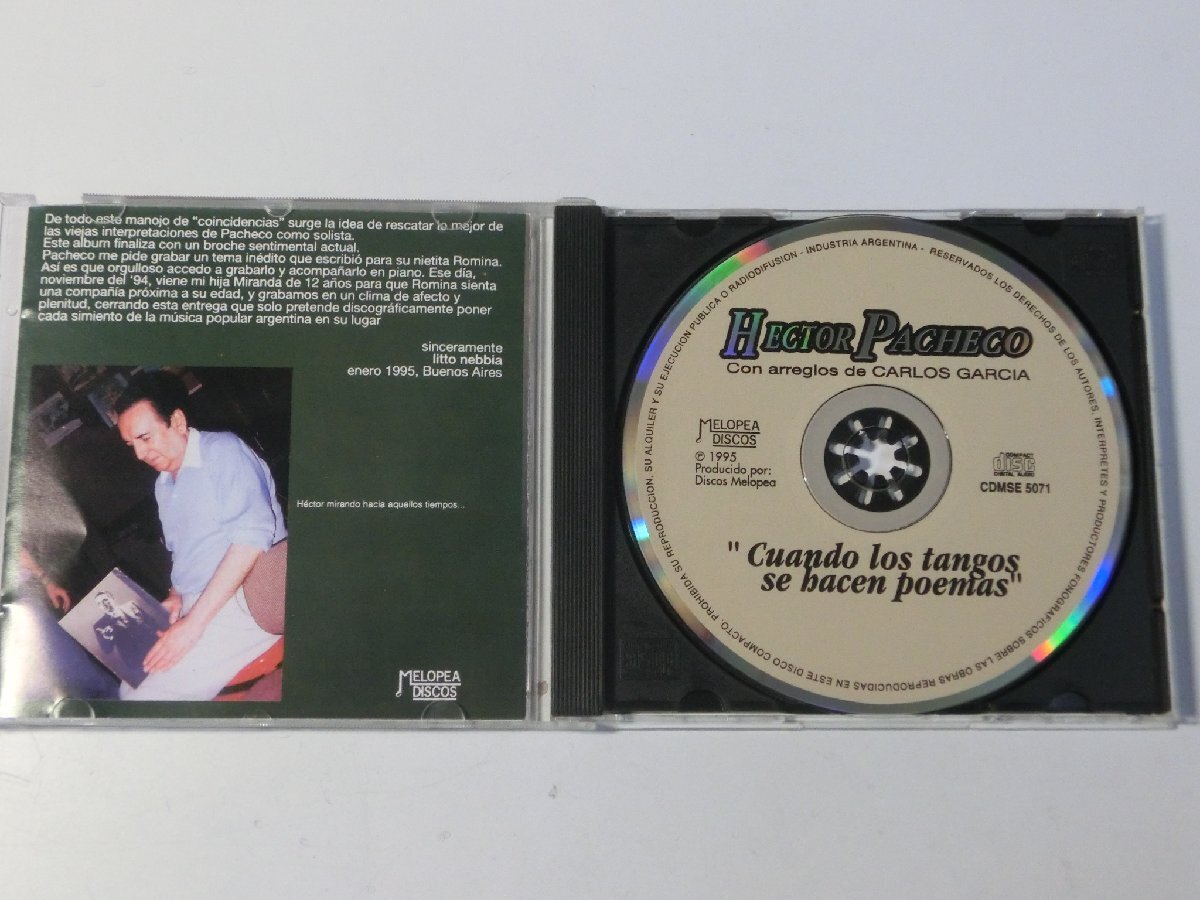 De todo este manojo de "coincidencias" surge la idea de rescatar lo mejor de
las viejas interpretaciones de Pacheco como solista.
Este album finaliza con un broche sentimental actual.
Pacheco me pide grabar un tema inédito que escribió para su nietita Romina.
Así es que orgulloso accedo a grabarlo y acompañarlo en piano. Ese día,
noviembre del '94, viene mi hija Miranda de 12 años para que Romina sienta
una compañía próxima a su edad, y grabamos en un clima de afecto y
plenitud, cerrando esta entrega que solo pretende discográficamente poner
cada simiento de la música popular argentina en su lugar
sinceramente
litto nebbia
enero 1995, Buenos Aires
Héctor mirando hacia aquellos tiempos...
MELOPEA
DISCOS
HECTOR PACHECO
Con arreglos de CARLOS GARCIA
MELOPEA
DISCOS
℗ 1995
Producido por:
Discos Melopea
COMPACT
disc
DIGITAL AUDIO
CDMSE 5071
"Cuando los tangos
se hacen poemas"
INDUSTRIA ARGENTINA - RESERVADOS LOS DERECHOS DE LOS AUTORES, INTERPRETES Y PRODUCTORES FONOGRAFICOS SOBRE LAS OBRAS REPRODUCIDAS EN ESTE DISCO COMPACTO. PROHIBIDA SU REPRODUCCION, SU ALQUILER Y SU EJECUCION PUBLICA O RADIODIFUSION -